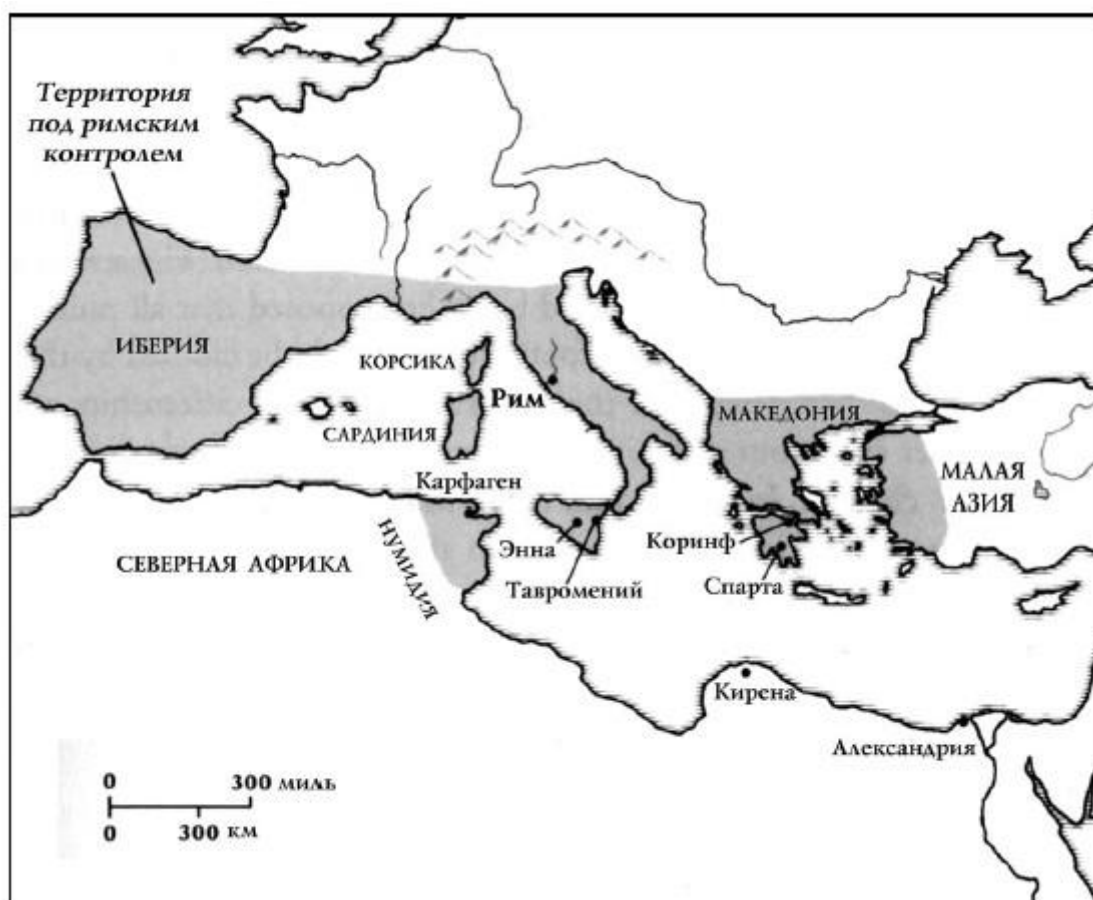 Территория
под римским
контролем
ИБЕРИЯ
КОРСИКА
Рим
САРДИНИЯ
МАКЕДОНИЯ
МАЛАЯ
АЗИЯ
Карфаген
НУМИДИЯ
СЕВЕРНАЯ АФРИКА
Энна
Тавромений
Коринф
Спарта
Кирена
Александрия
0 300 миль
0 300 км